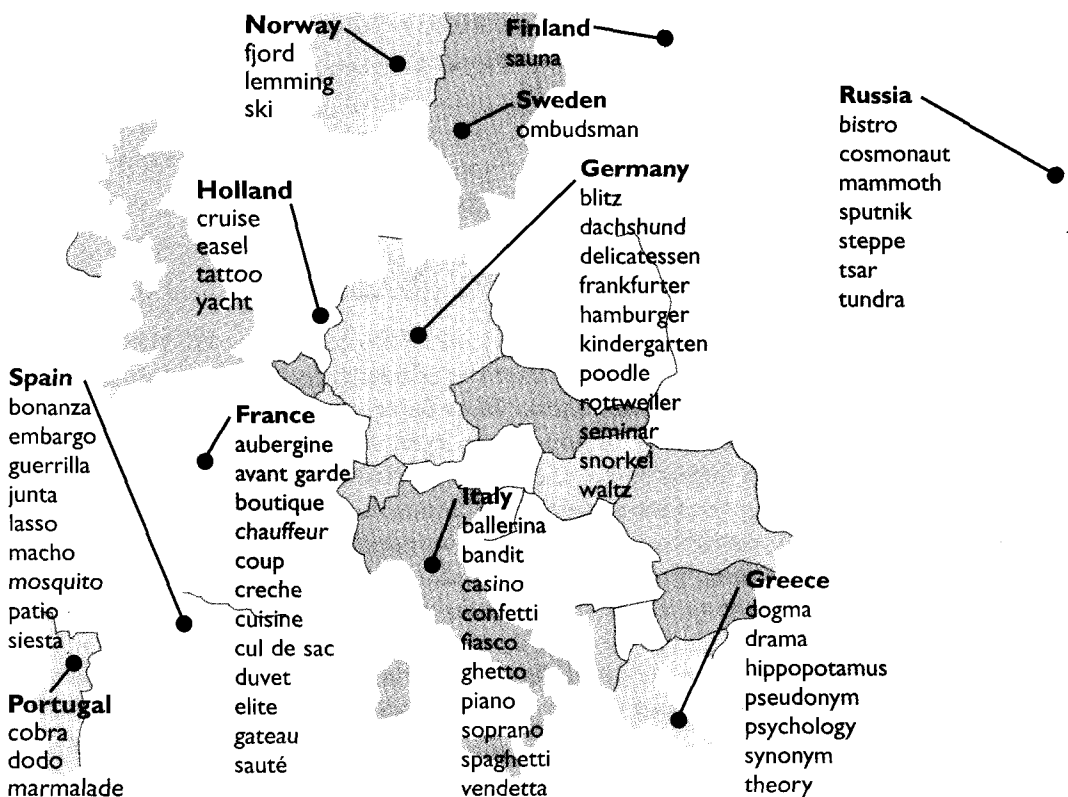 Norway
fjord
lemming
ski
Finland
sauna
Sweden
ombudsman
Russia
bistro
cosmonaut
mammoth
sputnik
steppe
tsar
tundra
Holland
cruise
easel
tattoo
yacht
Germany
blitz
dachshund
delicatessen
frankfurter
hamburger
kindergarten
poodle
rottweiler
seminar
snorkel
waltz
Spain
bonanza
embargo
guerrilla
junta
lasso
macho
mosquito
patio
siesta
France
aubergine
avant garde
boutique
chauffeur
coup
creche
cuisine
cul de sac
duvet
elite
gateau
sauté
Italy
ballerina
bandit
casino
confetti
fiasco
ghetto
piano
soprano
spaghetti
vendetta
Greece
dogma
drama
hippopotamus
pseudonym
psychology
synonym
theory
Portugal
cobra
dodo
marmalade